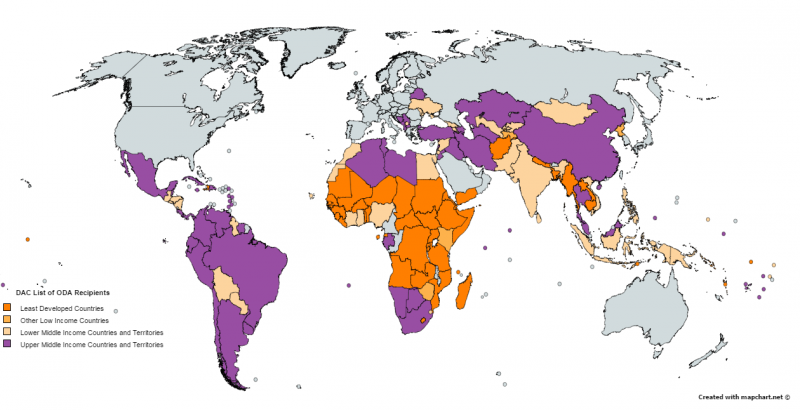 DAC List of ODA Recipients
Least Developed Countries
Other Low Income Countries
Lower Middle Income Countries and Territories
Upper Middle Income Countries and Territories
Created with mapchart.net ©